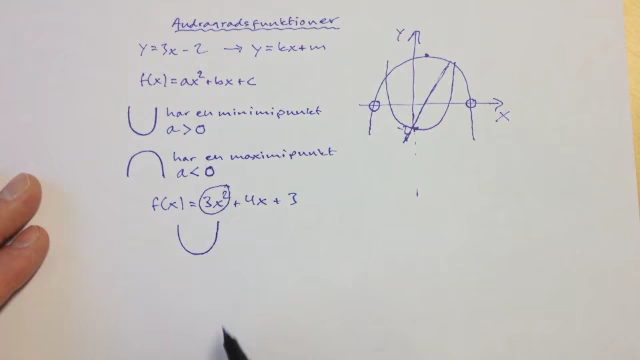 Andragradsfunktioner
y=3x-2 → y=kx+m
f(x)=ax²+bx+c
har en minimipunkt
a>0
har en maximipunkt
a<0
f(x)=3x²+4x+3
Y
X